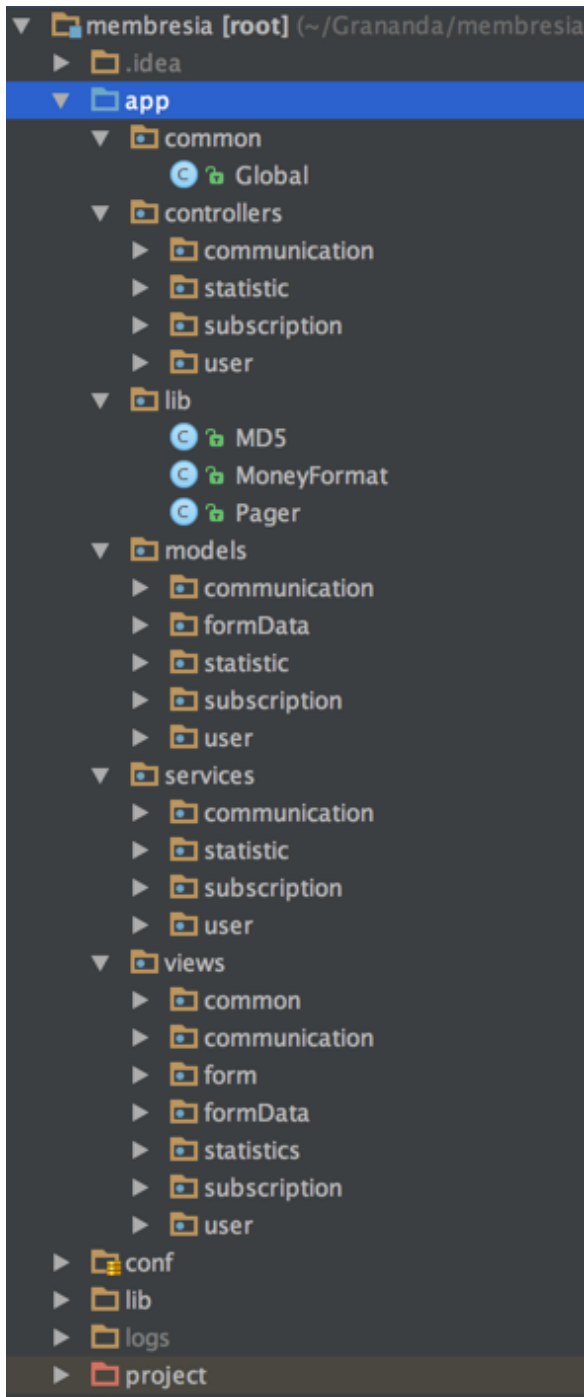 membresia [root] (~/Grananda/membresia
.idea
app
common
C Global
controllers
communication
statistic
subscription
user
lib
C MD5
C MoneyFormat
C Pager
models
communication
formData
statistic
subscription
user
services
communication
statistic
subscription
user
views
common
communication
form
formData
statistics
subscription
user
conf
lib
logs
project